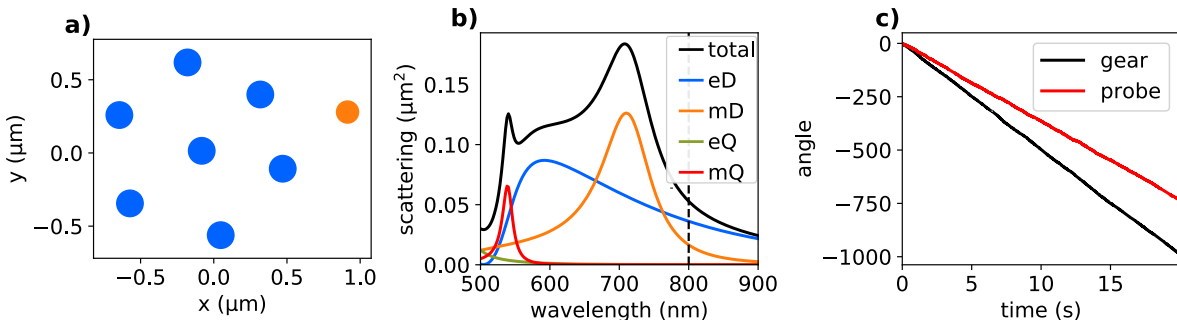 a)
0.5
0.0
−0.5
y (μm)
−0.5 0.0 0.5 1.0
x (μm)
b)
total
eD
mD
eQ
mQ
0.15
0.10
0.05
0.00
scattering (μm²)
500 600 700 800 900
wavelength (nm)
c)
gear
probe
0
−250
−500
−750
−1000
angle
0 5 10 15
time (s)